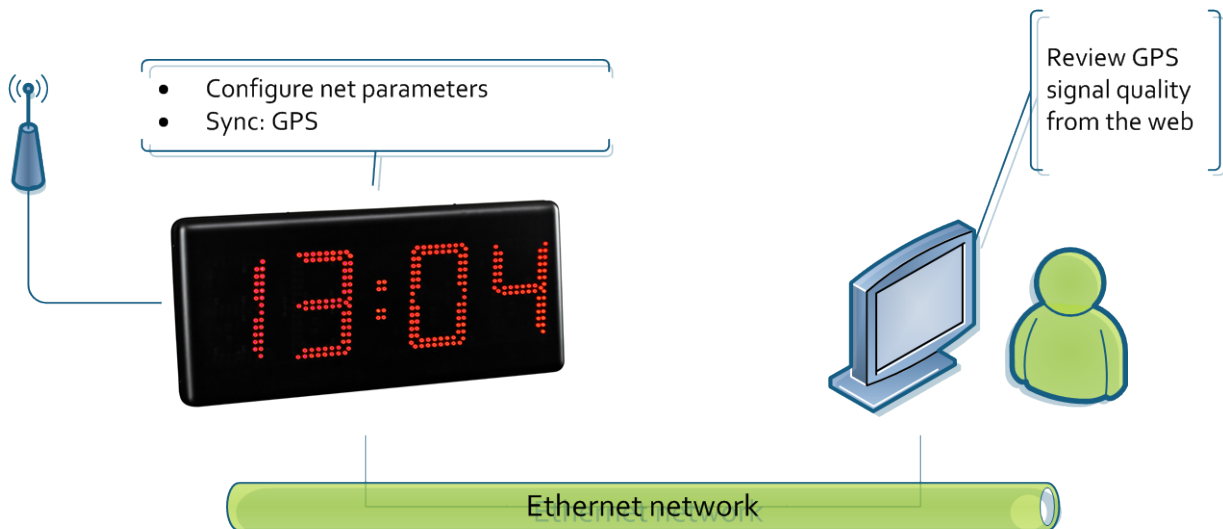 • Configure net parameters
• Sync: GPS
Review GPS
signal quality
from the web
13:04
Ethernet network